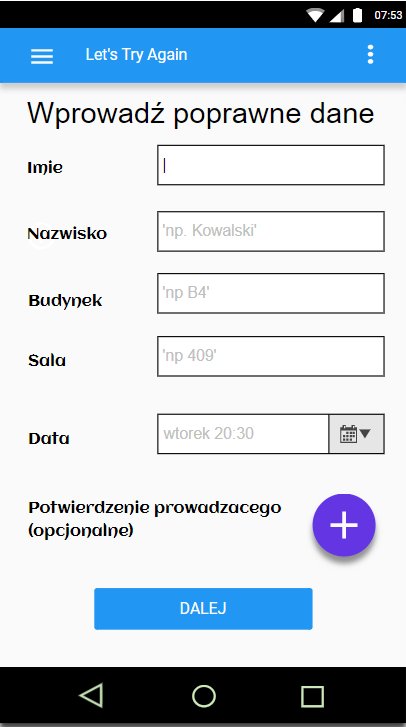 07:53
Let's Try Again
Wprowadź poprawne dane
Imie
Nazwisko
'np. Kowalski'
Budynek
'np B4'
Sala
'np 409'
Data
wtorek 20:30
Potwierdzenie prowadzacego
(opcjonalne)
DALEJ